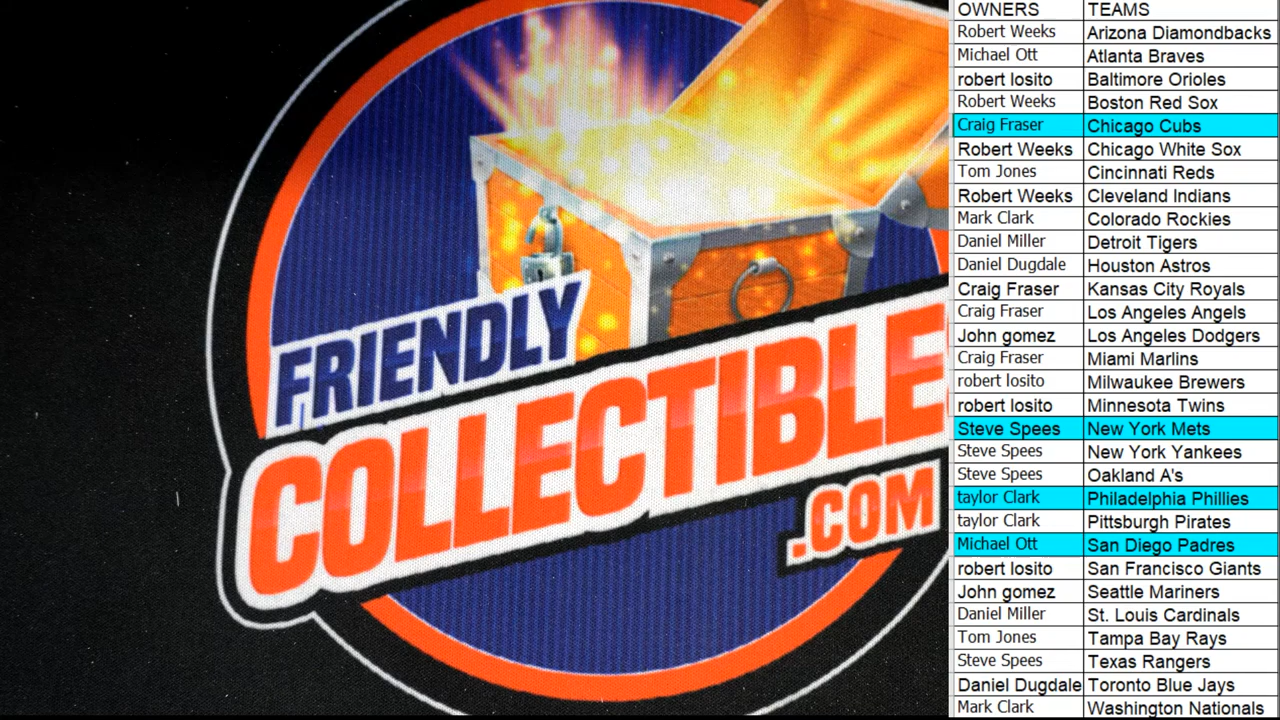 FRIENDLY
COLLECTIBLE
.COM
OWNERS TEAMS
Robert Weeks Arizona Diamondbacks
Michael Ott Atlanta Braves
robert losito Baltimore Orioles
Robert Weeks Boston Red Sox
Craig Fraser Chicago Cubs
Robert Weeks Chicago White Sox
Tom Jones Cincinnati Reds
Robert Weeks Cleveland Indians
Mark Clark Colorado Rockies
Daniel Miller Detroit Tigers
Daniel Dugdale Houston Astros
Craig Fraser Kansas City Royals
Craig Fraser Los Angeles Angels
John gomez Los Angeles Dodgers
Craig Fraser Miami Marlins
robert losito Milwaukee Brewers
robert losito Minnesota Twins
Steve Spees New York Mets
Steve Spees New York Yankees
Steve Spees Oakland A's
taylor Clark Philadelphia Phillies
taylor Clark Pittsburgh Pirates
Michael Ott San Diego Padres
robert losito San Francisco Giants
John gomez Seattle Mariners
Daniel Miller St. Louis Cardinals
Tom Jones Tampa Bay Rays
Steve Spees Texas Rangers
Daniel Dugdale Toronto Blue Jays
Mark Clark Washington Nationals